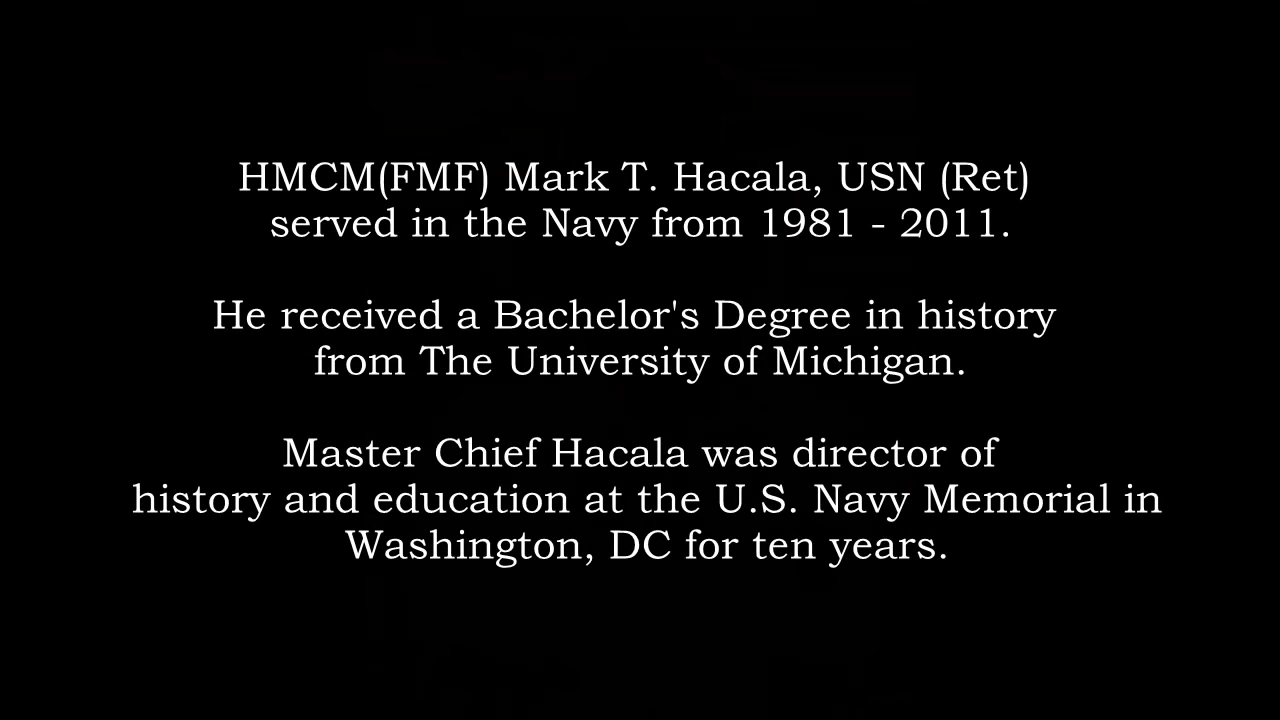 HMCM(FMF) Mark T. Hacala, USN (Ret)
served in the Navy from 1981 - 2011.
He received a Bachelor's Degree in history
from The University of Michigan.
Master Chief Hacala was director of
history and education at the U.S. Navy Memorial in
Washington, DC for ten years.